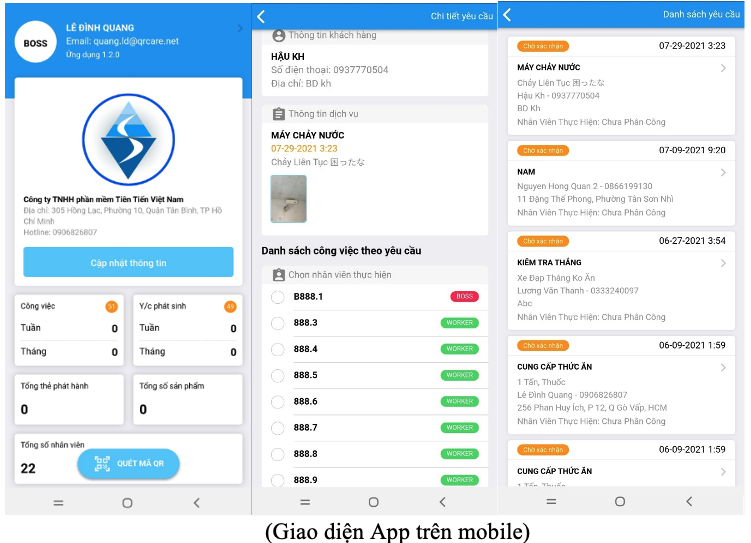 BOSS
LÊ ĐÌNH QUANG
Email: quang.ld@qrcare.net
Ứng dụng 1.2.0
Công ty TNHH phần mềm Tiên Tiến Việt Nam
Địa chỉ: 305 Hồng Lạc, Phường 10, Quận Tân Bình, TP Hồ
Chí Minh
Hotline: 0906826807
Cập nhật thông tin
Công việc 51
Tuần 0
Tháng 0
Y/c phát sinh 49
Tuần 0
Tháng 0
Tổng thẻ phát hành
0
Tổng số sản phẩm
0
Tổng số nhân viên
22
QUÉT MÃ QR
Chi tiết yêu cầu
Thông tin khách hàng
HẬU KH
Số điện thoại: 0937770504
Địa chỉ: BD kh
Thông tin dịch vụ
MÁY CHẢY NƯỚC
07-29-2021 3:23
Chảy Liên Tục 困ったな
Danh sách công việc theo yêu cầu
Chọn nhân viên thực hiện
B888.1 BOSS
888.3 WORKER
888.4 WORKER
888.5 WORKER
888.6 WORKER
888.7 WORKER
888.8 WORKER
888.9 WORKER
Danh sách yêu cầu
Chờ xác nhận 07-29-2021 3:23
MÁY CHẢY NƯỚC
Chảy Liên Tục 困ったな
Hậu Kh - 0937770504
BD Kh
Nhân Viên Thực Hiện: Chưa Phân Công
Chờ xác nhận 07-09-2021 9:20
NAM
Nguyen Hong Quan 2 - 0866199130
11 Đặng Thế Phong, Phường Tân Sơn Nhì
Nhân Viên Thực Hiện: Chưa Phân Công
Chờ xác nhận 06-27-2021 3:54
KIỂM TRA THẮNG
Xe Đạp Thắng Ko Ăn
Lương Văn Thanh - 0333240097
Abc
Nhân Viên Thực Hiện: Chưa Phân Công
Chờ xác nhận 06-09-2021 1:59
CUNG CẤP THỨC ĂN
1 Tấn, Thuốc
Lê Đình Quang - 0906826807
256 Phan Huy Ích, P 12, Q Gò Vấp, HCM
Nhân Viên Thực Hiện: Chưa Phân Công
Chờ xác nhận 06-09-2021 1:59
CUNG CẤP THỨC ĂN
1 Tấn, Thuốc
(Giao diện App trên mobile)